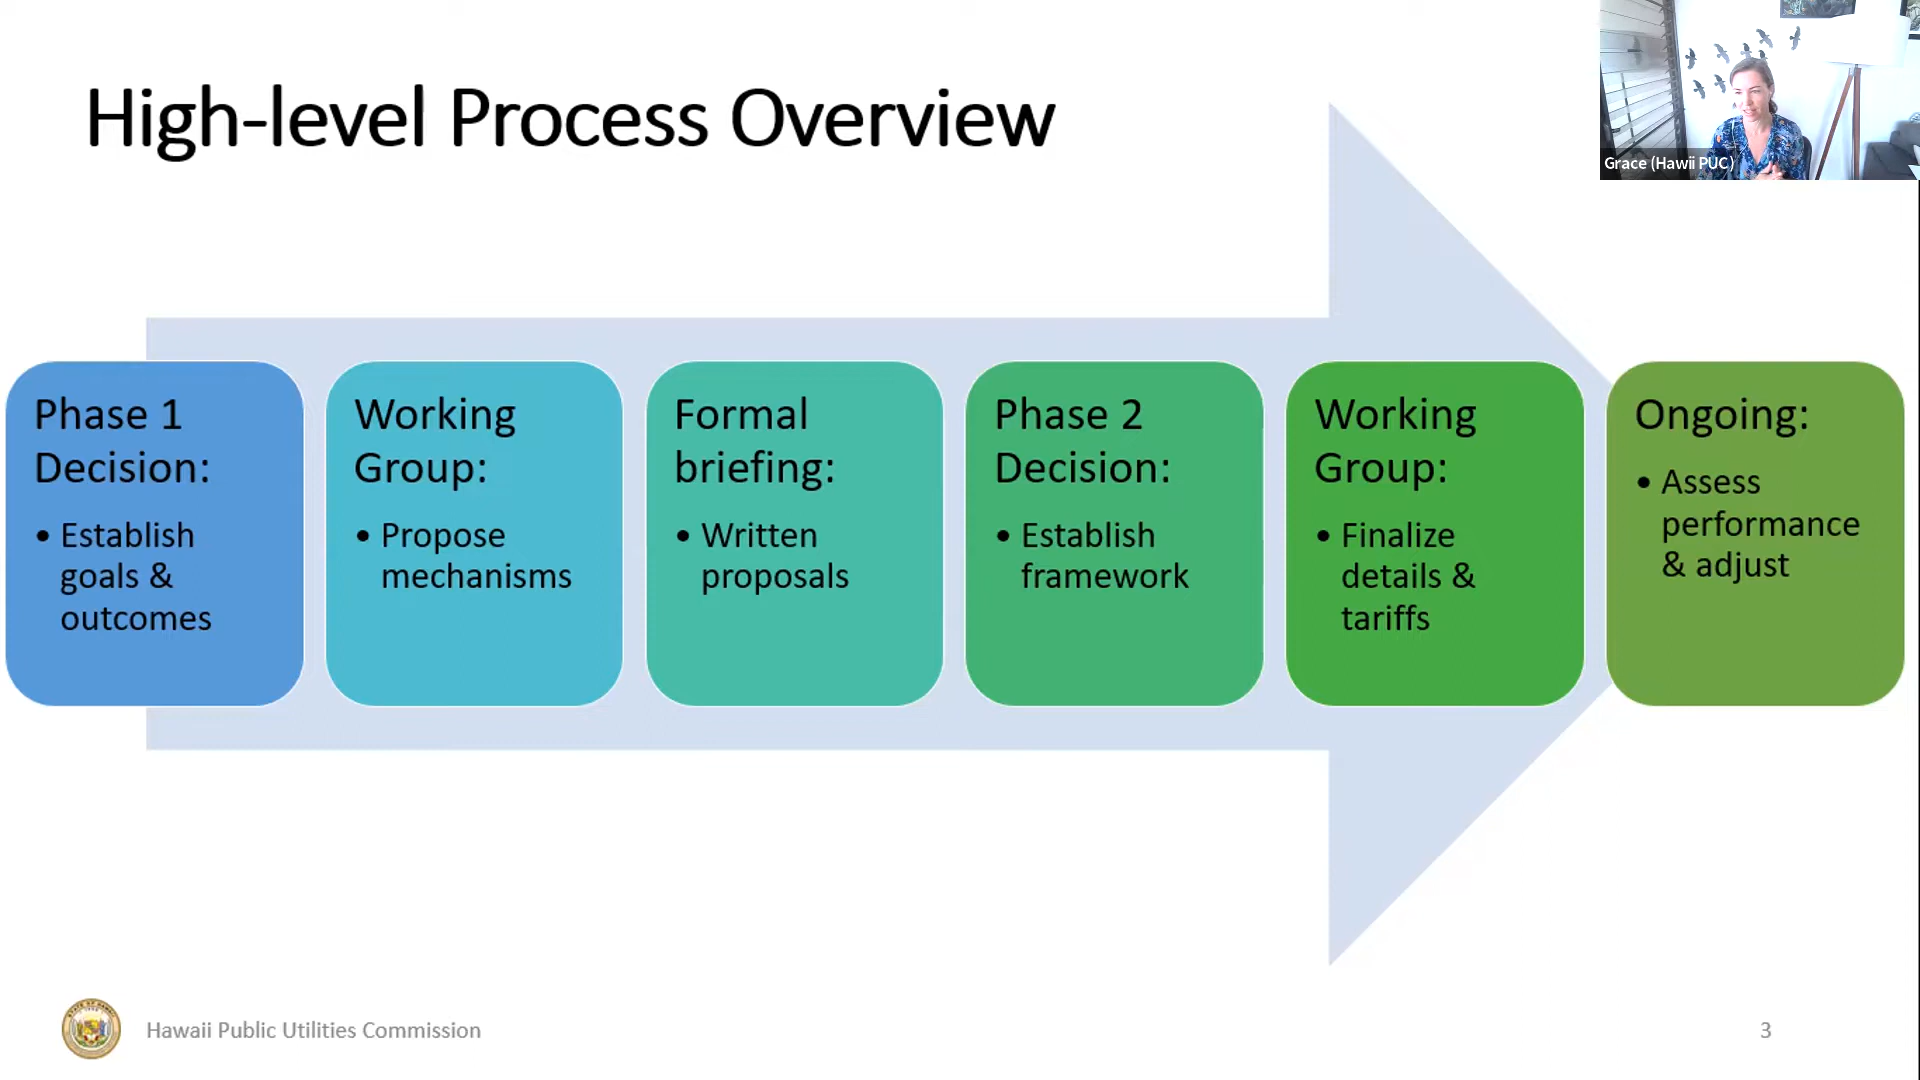 High-level Process Overview
Grace (Hawii PUC)
Phase 1
Decision:
• Establish
goals &
outcomes
Working
Group:
• Propose
mechanisms
Formal
briefing:
• Written
proposals
Phase 2
Decision:
• Establish
framework
Working
Group:
• Finalize
details &
tariffs
Ongoing:
• Assess
performance
& adjust
Hawaii Public Utilities Commission
3